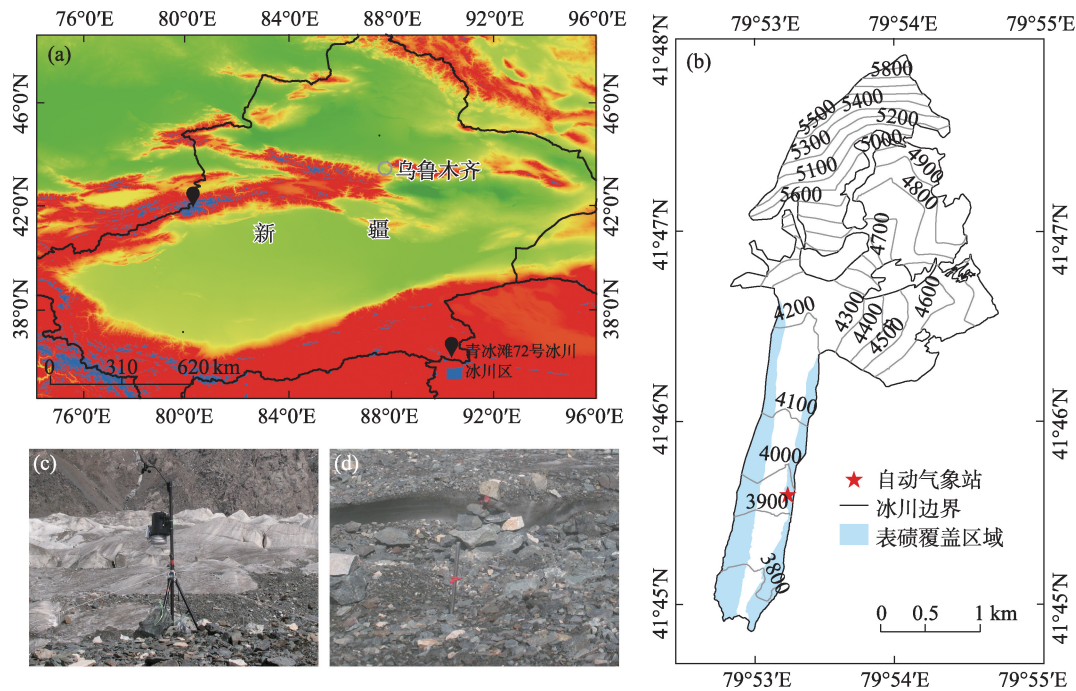 80°0′E 84°0′E 88°0′E 92°0′E 96°0′E
(a)
46°0′N
42°0′N
38°0′N
46°0′N
42°0′N
38°0′N
乌鲁木齐
新 疆
青冰滩72号冰川
冰川区
0 310 620 km
76°0′E 80°0′E 84°0′E 88°0′E 92°0′E 96°0′E
79°53′E 79°54′E 79°55′E
(b)
41°48′N
41°47′N
41°46′N
41°45′N
41°48′N
41°47′N
41°46′N
41°45′N
5800
5500
5400
5200
5300
5000
4900
5100
4800
5600
4700
4600
4200
4300
4400
4500
4100
4000
3900
3800
自动气象站
冰川边界
表碛覆盖区域
0 0.5 1 km
79°53′E 79°54′E 79°55′E
(c)
(d)